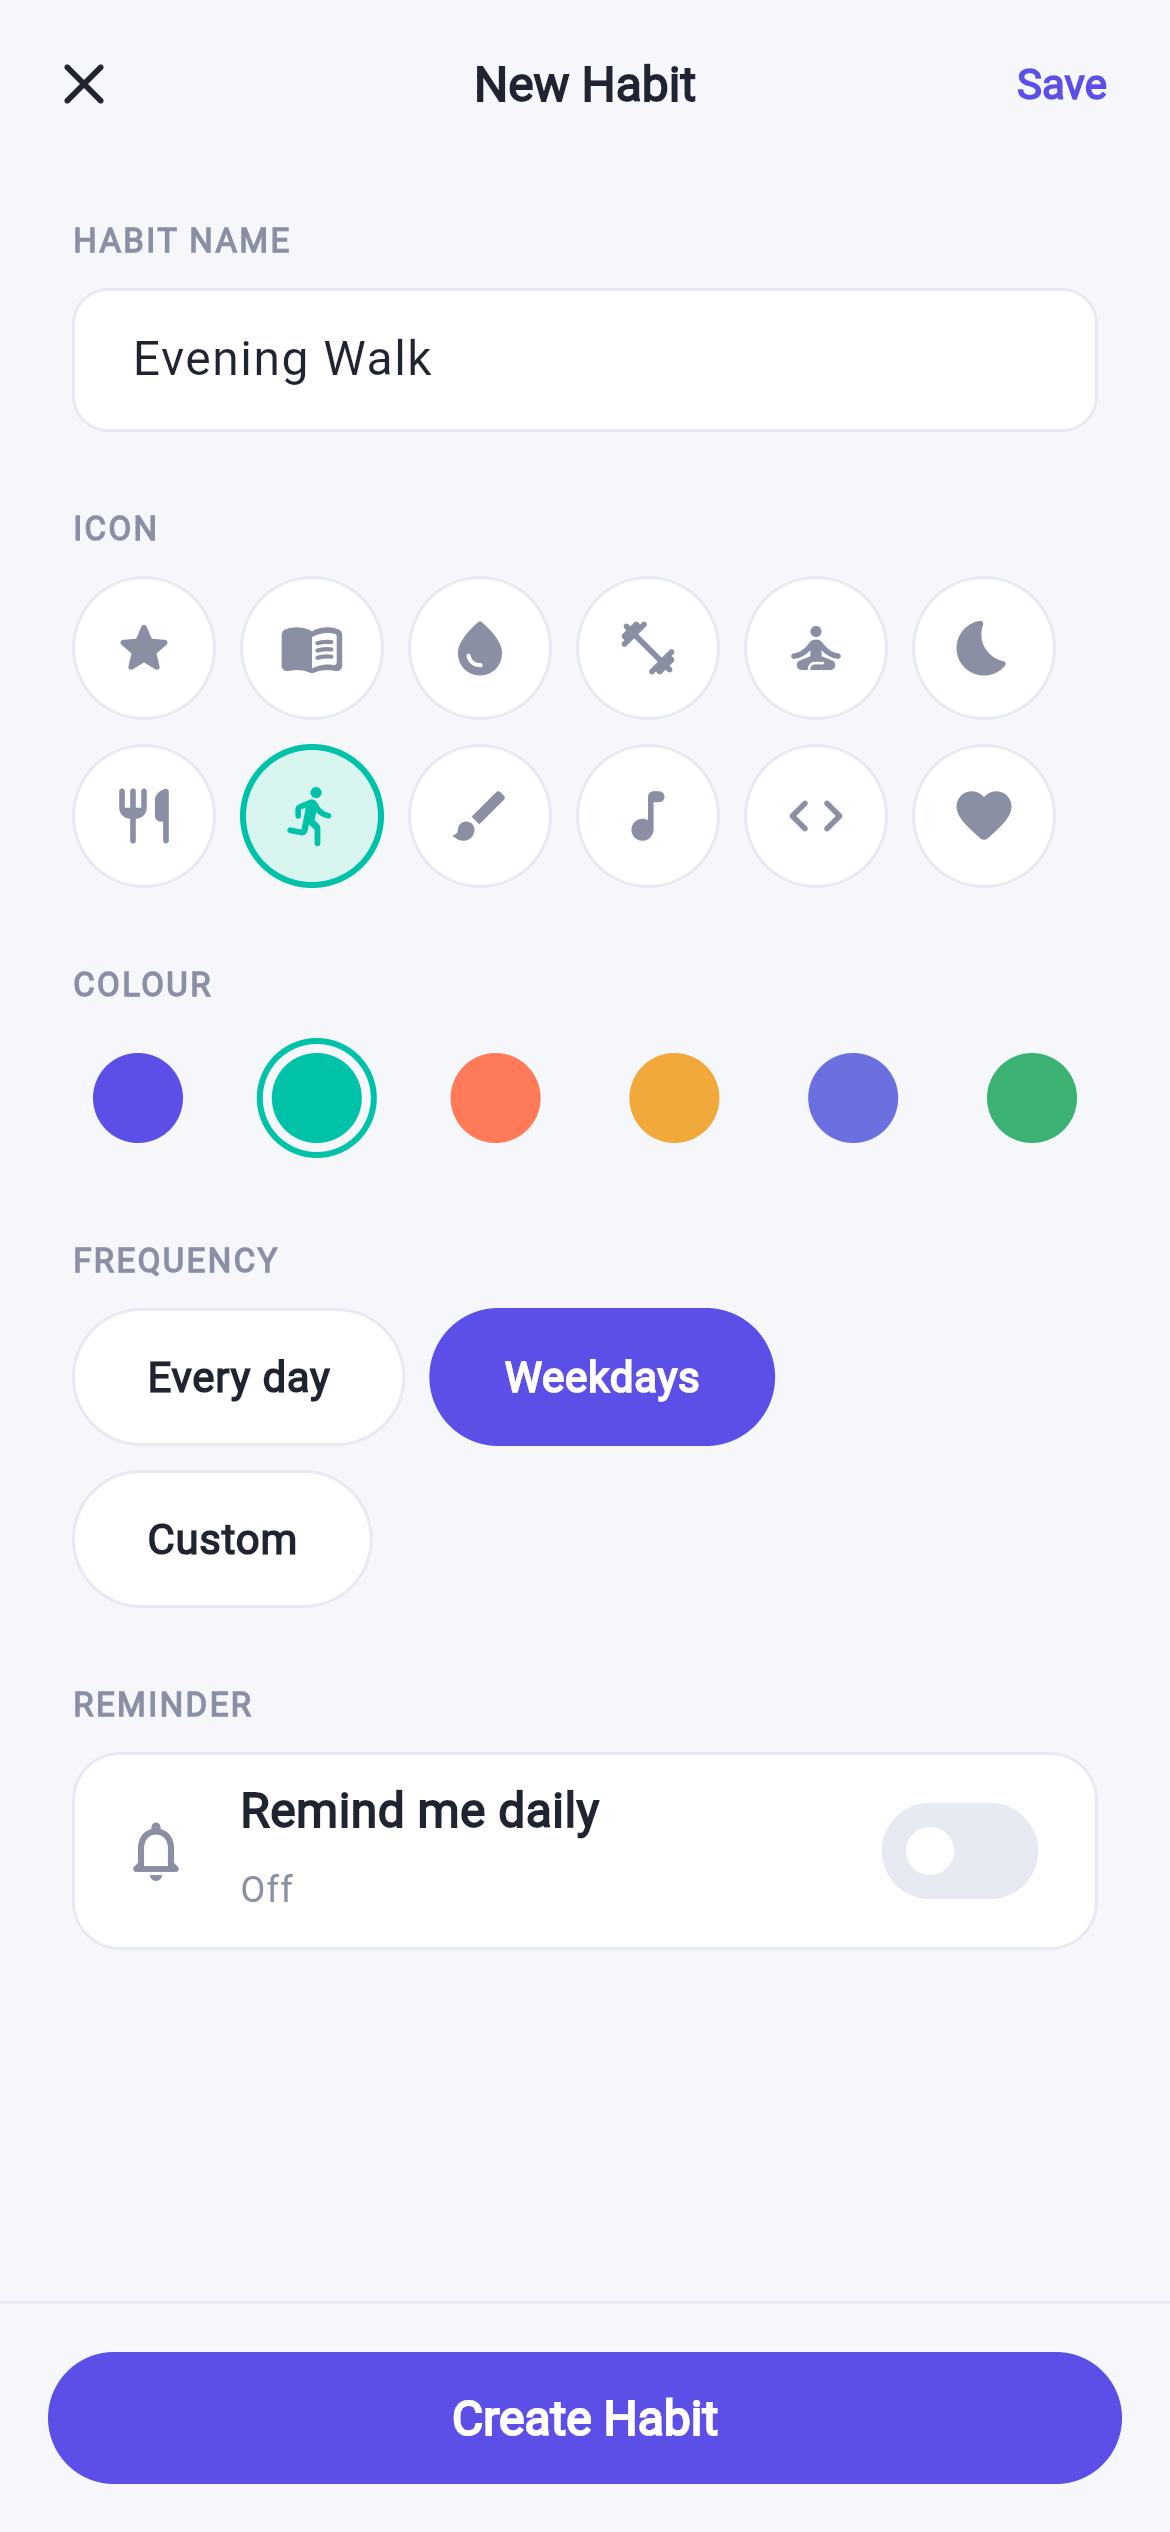 New Habit
Save
HABIT NAME
Evening Walk
ICON
COLOUR
FREQUENCY
Every day
Weekdays
Custom
REMINDER
Remind me daily
Off
Create Habit